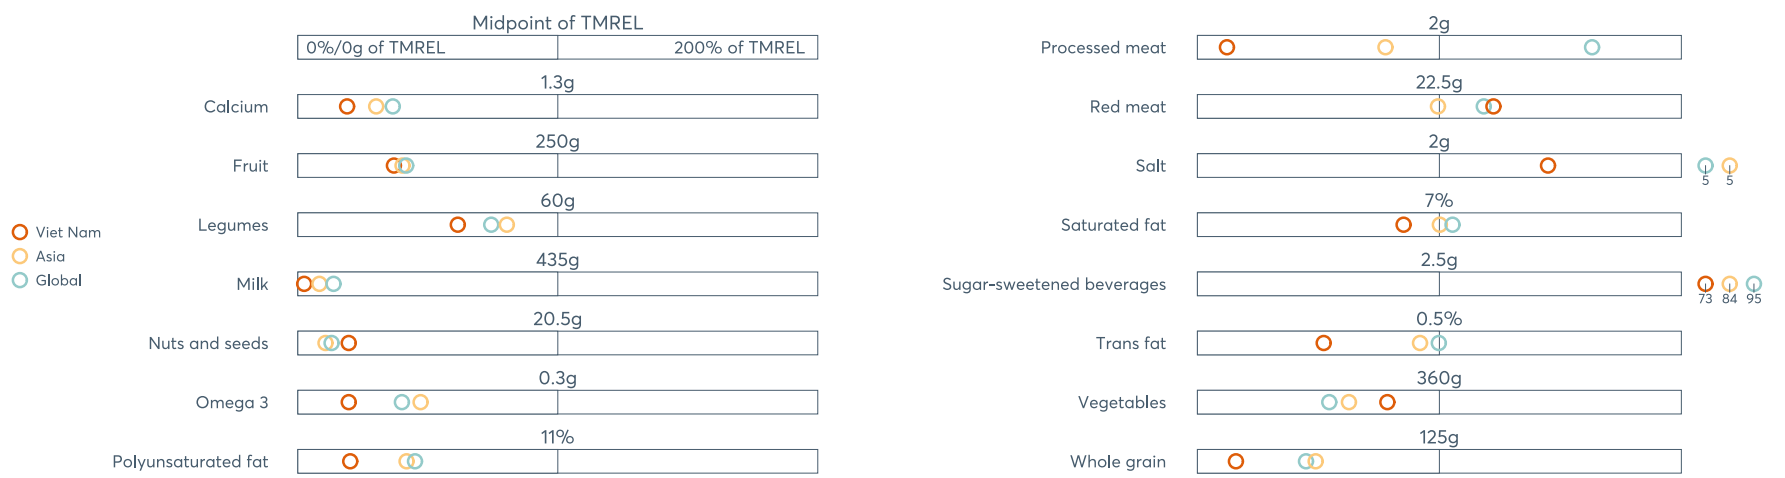 Midpoint of TMREL
0%/0g of TMREL 200% of TMREL
1.3g
Calcium
250g
Fruit
60g
Legumes
435g
Milk
20.5g
Nuts and seeds
0.3g
Omega 3
11%
Polyunsaturated fat
Viet Nam
Asia
Global
2g
Processed meat
22.5g
Red meat
2g
Salt
5 5
7%
Saturated fat
2.5g
Sugar-sweetened beverages
73 84 95
0.5%
Trans fat
360g
Vegetables
125g
Whole grain